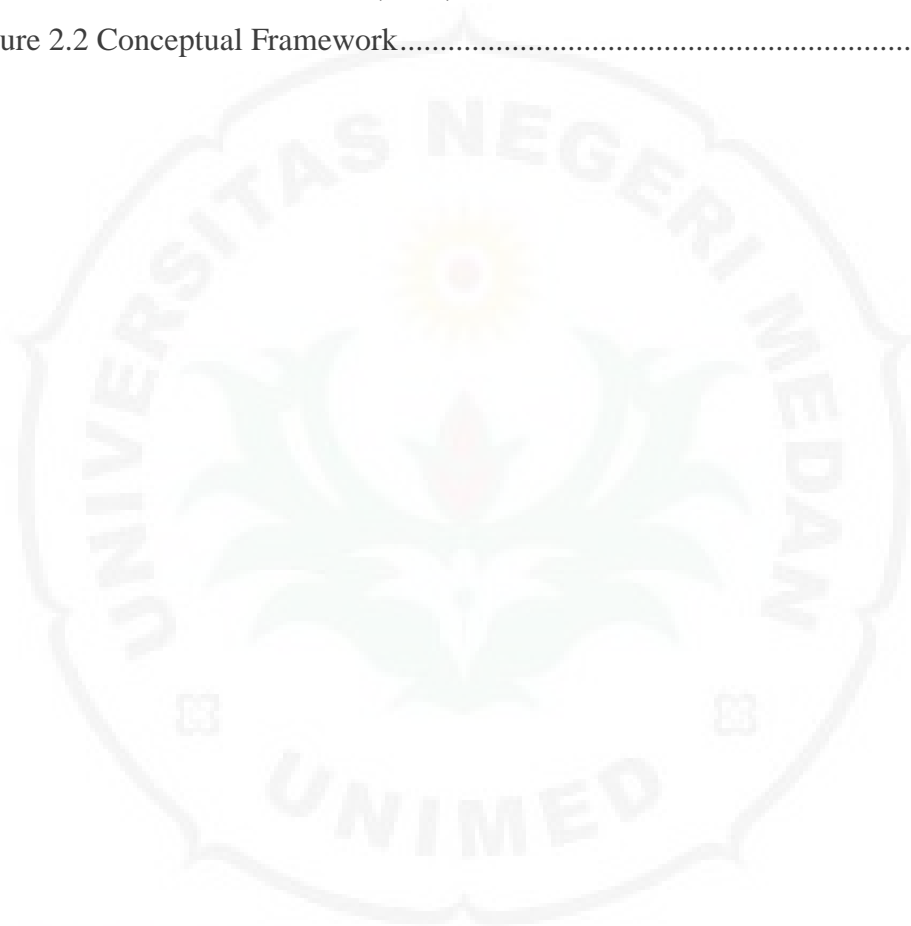 ure 2.2 Conceptual Framework................................................................
UNIVERSITAS NEGERI MEDAN
UNIMED